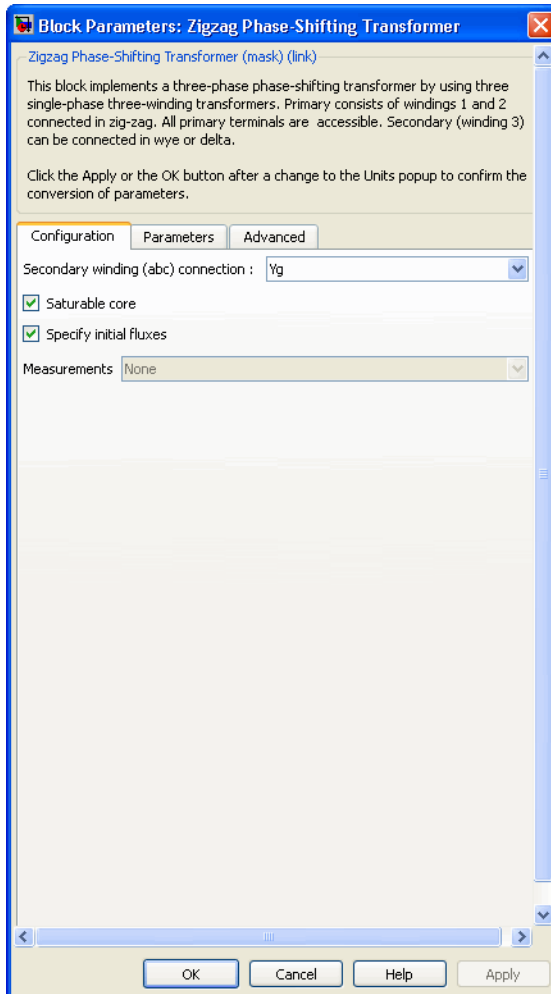 Block Parameters: Zigzag Phase-Shifting Transformer
Zigzag Phase-Shifting Transformer (mask) (link)
This block implements a three-phase phase-shifting transformer by using three
single-phase three-winding transformers. Primary consists of windings 1 and 2
connected in zig-zag. All primary terminals are accessible. Secondary (winding 3)
can be connected in wye or delta.
Click the Apply or the OK button after a change to the Units popup to confirm the
conversion of parameters.
Configuration Parameters Advanced
Secondary winding (abc) connection : Yg
Saturable core
Specify initial fluxes
Measurements None
OK Cancel Help Apply